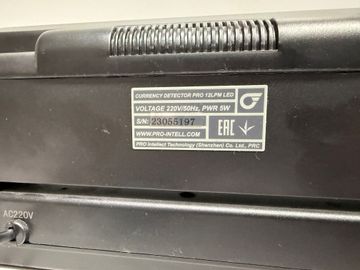 CURRENCY DETECTOR PRO 12LPM LED
VOLTAGE 220V/50Hz, PWR 5W
S/N: 23055197
WWW.PRO-INTELL.COM
EAC
PRO Intellect Technology (Shenzhen) Co., Ltd., PRC
AC220V